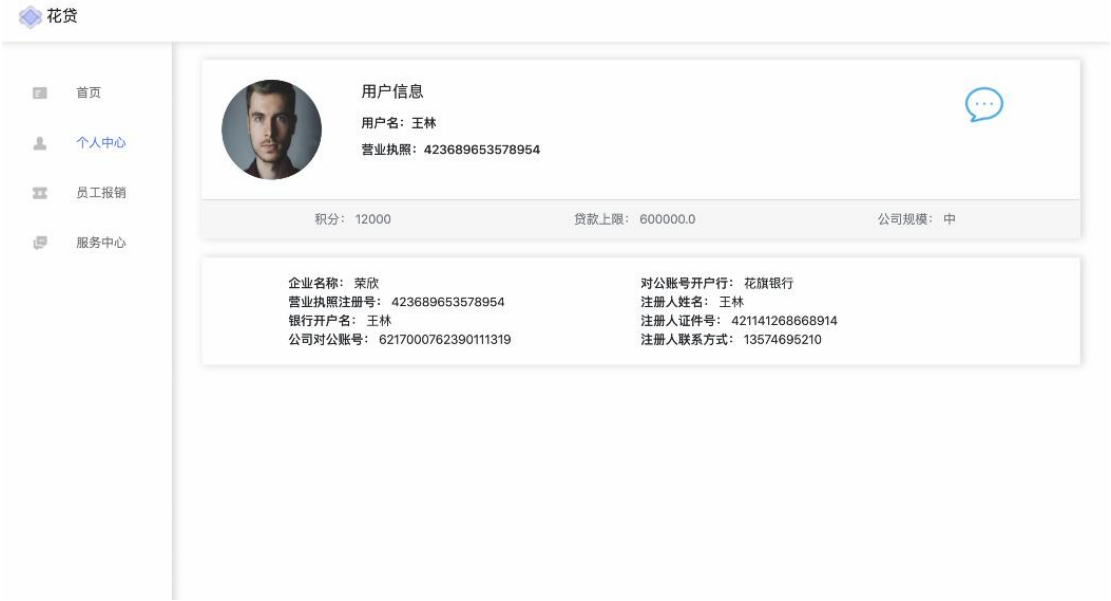 花贷
首页
个人中心
员工报销
服务中心
用户信息
用户名：王林
营业执照：423689653578954
积分： 12000
贷款上限： 600000.0
公司规模： 中
企业名称： 荣欣
营业执照注册号： 423689653578954
银行开户名： 王林
公司对公账号： 6217000762390111319
对公账号开户行： 花旗银行
注册人姓名： 王林
注册人证件号： 421141268668914
注册人联系方式： 13574695210